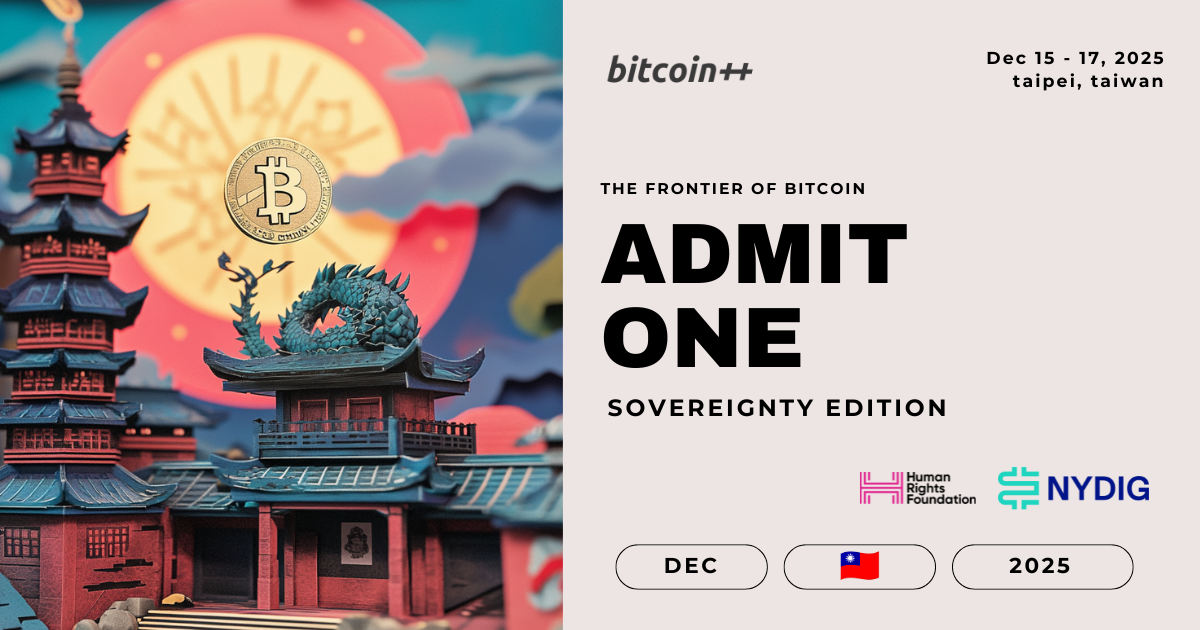 bitcoin++
Dec 15 - 17, 2025
taipei, taiwan
THE FRONTIER OF BITCOIN
ADMIT
ONE
SOVEREIGNTY EDITION
Human
Rights
Foundation
NYDIG
DEC
2025